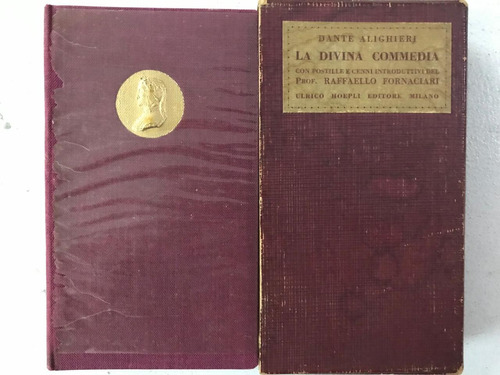 DANTE ALIGHIERI
LA DIVINA COMMEDIA
CON POSTILLE E CENNI INTRODUTTIVI DEL
PROF. RAFFAELLO FORNACIARI
ULRICO HOEPLI EDITORE MILANO